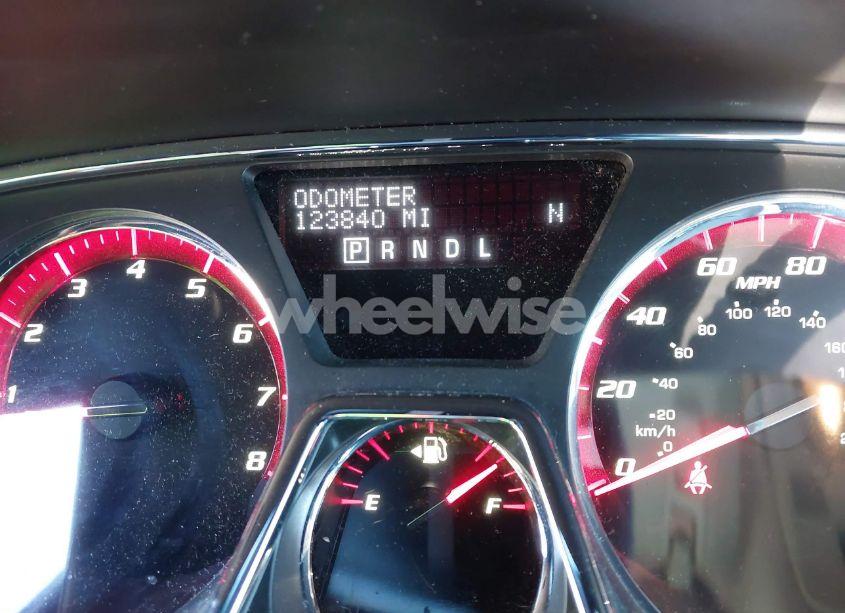 ODOMETER
123840 MI N
P R N D L
wheelwise
1 2 3 4 5 6 7 8
E F
0 20 40 60 80
MPH
km/h
0 20 40 60 80 100 120 140 160